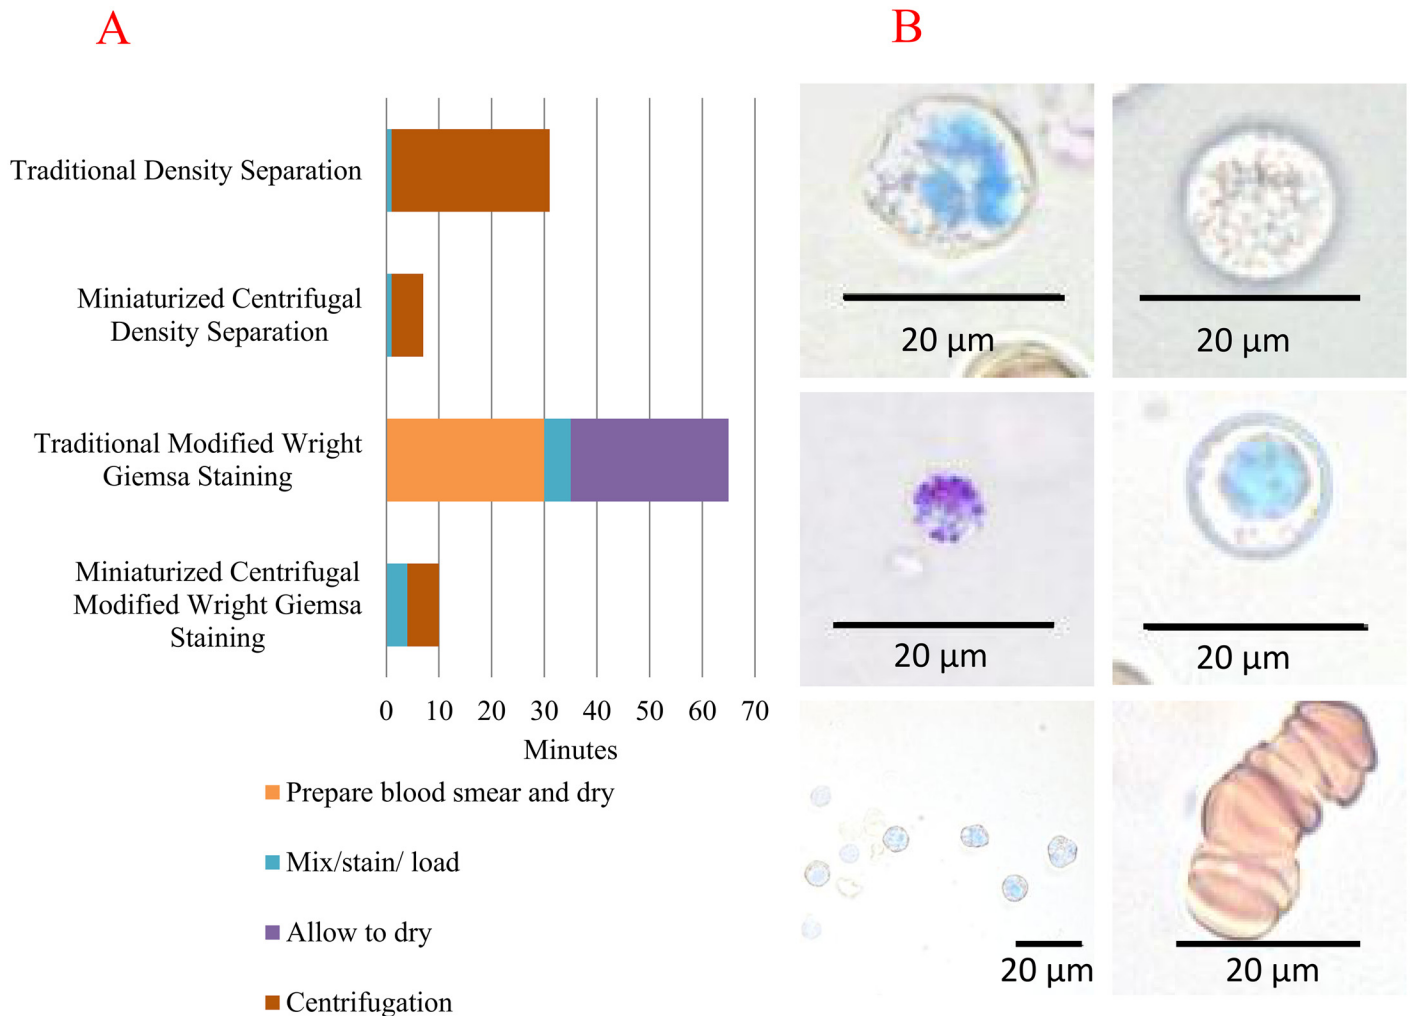 A
B
Traditional Density Separation
Miniaturized Centrifugal
Density Separation
Traditional Modified Wright
Giemsa Staining
Miniaturized Centrifugal
Modified Wright Giemsa
Staining
0 10 20 30 40 50 60 70
Minutes
Prepare blood smear and dry
Mix/stain/ load
Allow to dry
Centrifugation
20 µm
20 µm
20 µm
20 µm
20 µm
20 µm